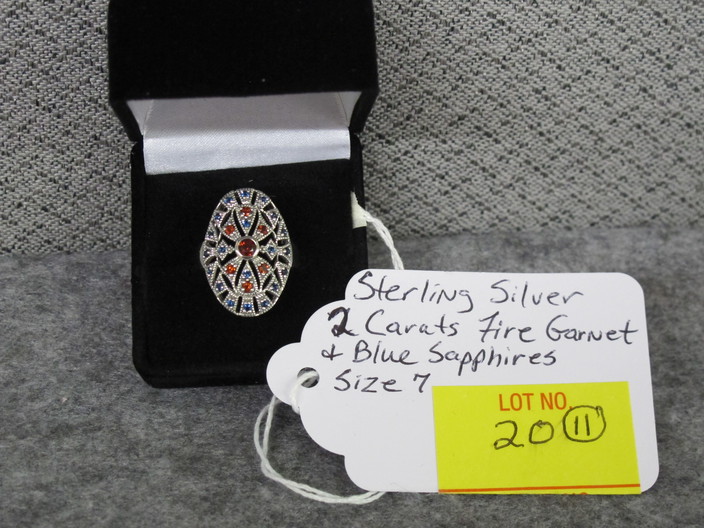 Sterling Silver
2 Carats Fire Garnet
& Blue Sapphires
Size 7
LOT NO.
20 11